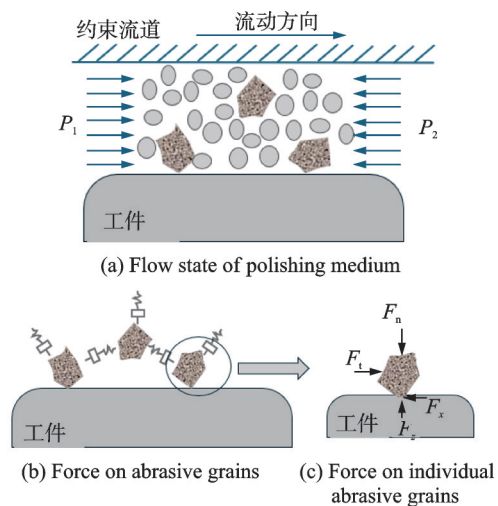 约束流道 流动方向
P1 P2
工件
(a) Flow state of polishing medium
Fn
Ft
Fx
工件 工件
Fz
(b) Force on abrasive grains (c) Force on individual
abrasive grains